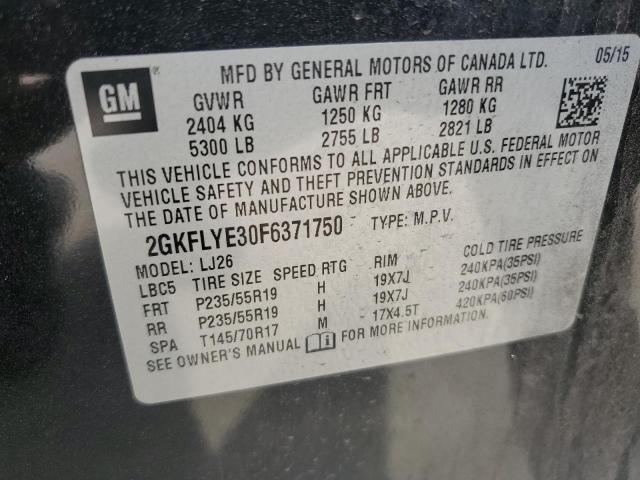 GM
®
MFD BY GENERAL MOTORS OF CANADA LTD. 05/15
GVWR GAWR FRT GAWR RR
2404 KG 1250 KG 1280 KG
5300 LB 2755 LB 2821 LB
THIS VEHICLE CONFORMS TO ALL APPLICABLE U.S. FEDERAL MOTOR
VEHICLE SAFETY AND THEFT PREVENTION STANDARDS IN EFFECT ON
THE DATE OF MANUFACTURE SHOWN ABOVE.
2GKFLYE30F6371750 TYPE: M.P.V.
MODEL: LJ26
LBC5 TIRE SIZE SPEED RTG RIM COLD TIRE PRESSURE
FRT P235/55R19 H 19X7J 240KPA(35PSI)
RR P235/55R19 H 19X7J 240KPA(35PSI)
SPA T145/70R17 M 17X4.5T 420KPA(60PSI)
SEE OWNER'S MANUAL FOR MORE INFORMATION.